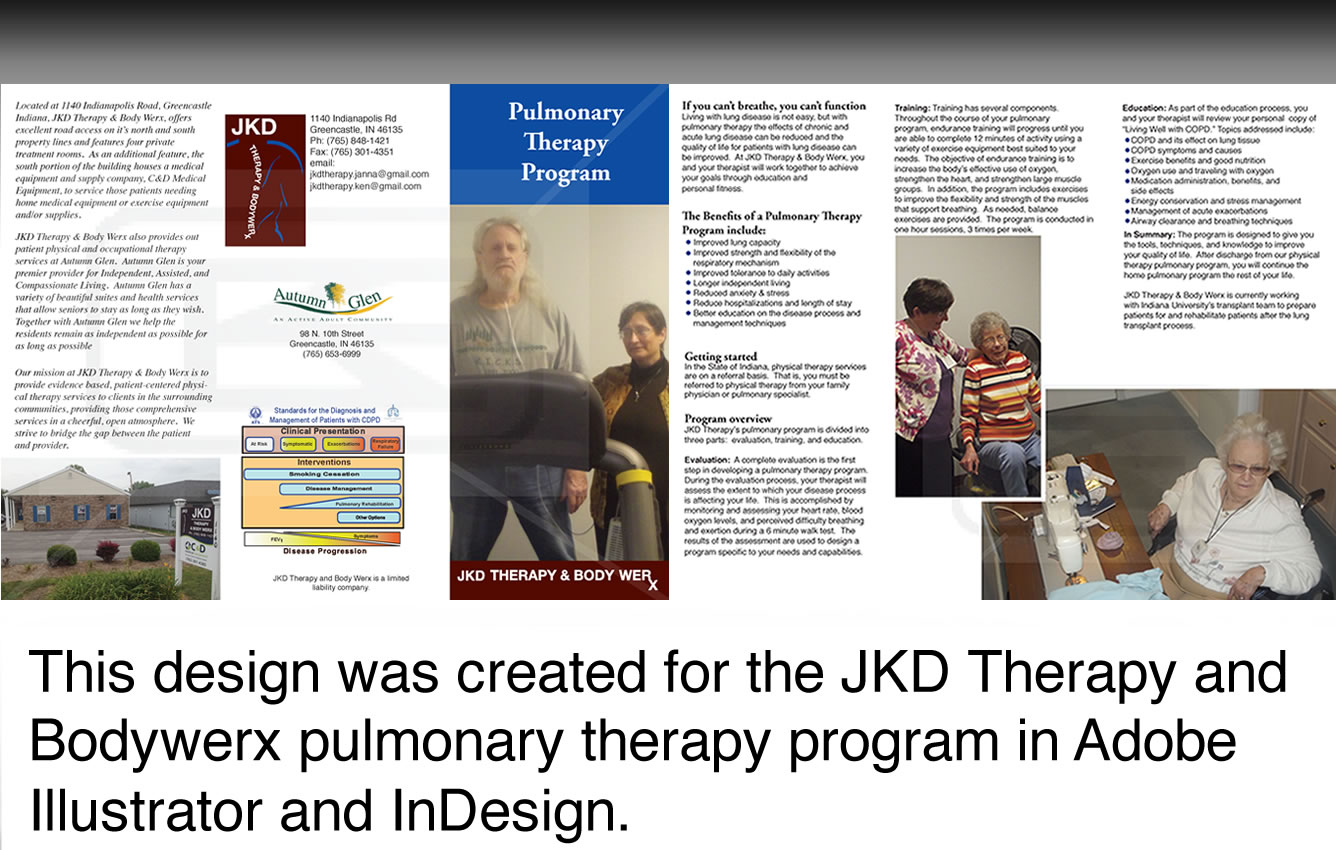 Located at 1140 Indianapolis Road, Greencastle
Indiana, JKD Therapy & Body Werx, offers
excellent road access on it's north and south
property lines and features four private
treatment rooms. As an additional feature, the
south portion of the building houses a medical
equipment and supply company, C&D Medical
Equipment, to service those patients needing
home medical equipment or exercise equipment
and/or supplies.
JKD Therapy & Body Werx also provides out
patient physical and occupational therapy
services at Autumn Glen. Autumn Glen is your
premier provider for Independent, Assisted, and
Compassionate Living. Autumn Glen has a
variety of beautiful suites and health services
that allow seniors to stay as long as they wish.
Together with Autumn Glen we help the
residents remain as independent as possible for
as long as possible
Our mission at JKD Therapy & Body Werx is to
provide evidence based, patient-centered physi-
cal therapy services to clients in the surrounding
communities, providing those comprehensive
services in a cheerful, open atmosphere. We
strive to bridge the gap between the patient
and provider.
JKD
THERAPY
& BODY WERX
C&D
JKD
THERAPY & BODYWERX
1140 Indianapolis Rd
Greencastle, IN 46135
Ph: (765) 848-1421
Fax: (765) 301-4351
email:
jkdtherapy.janna@gmail.com
jkdtherapy.ken@gmail.com
Autumn Glen
AN ACTIVE ADULT COMMUNITY
98 N. 10th Street
Greencastle, IN 46135
(765) 653-6999
Standards for the Diagnosis and
Management of Patients with COPD
Clinical Presentation
At Risk Symptomatic Exacerbations Respiratory
Failure
Interventions
Smoking Cessation
Disease Management
Pulmonary Rehabilitation
Other Options
FEV1 Symptoms
Disease Progression
JKD Therapy and Body Werx is a limited
liability company.
Pulmonary
Therapy
Program
JKD THERAPY & BODY WERX
If you can't breathe, you can't function
Living with lung disease is not easy, but with
pulmonary therapy the effects of chronic and
acute lung disease can be reduced and the
quality of life for patients with lung disease can
be improved. At JKD Therapy & Body Werx, you
and your therapist will work together to achieve
your goals through education and
personal fitness.
The Benefits of a Pulmonary Therapy
Program include:
● Improved lung capacity
● Improved strength and flexibility of the
respiratory mechanism
● Improved tolerance to daily activities
● Longer independent living
● Reduced anxiety & stress
● Reduce hospitalizations and length of stay
● Better education on the disease process and
management techniques
Getting started
In the State of Indiana, physical therapy services
are on a referral basis. That is, you must be
referred to physical therapy from your family
physician or pulmonary specialist.
Program overview
JKD Therapy's pulmonary program is divided into
three parts: evaluation, training, and education.
Evaluation: A complete evaluation is the first
step in developing a pulmonary therapy program.
During the evaluation process, your therapist will
assess the extent to which your disease process
is affecting your life. This is accomplished by
monitoring and assessing your heart rate, blood
oxygen levels, and perceived difficulty breathing
and exertion during a 6 minute walk test. The
results of the assessment are used to design a
program specific to your needs and capabilities.
Training: Training has several components.
Throughout the course of your pulmonary
program, endurance training will progress until you
are able to complete 12 minutes of activity using a
variety of exercise equipment best suited to your
needs. The objective of endurance training is to
increase the body's effective use of oxygen,
strengthen the heart, and strengthen large muscle
groups. In addition, the program includes exercises
to improve the flexibility and strength of the muscles
that support breathing. As needed, balance
exercises are provided. The program is conducted in
one hour sessions, 3 times per week.
Education: As part of the education process, you
and your therapist will review your personal copy of
"Living Well with COPD." Topics addressed include:
● COPD and its effect on lung tissue
● COPD symptoms and causes
● Exercise benefits and good nutrition
● Oxygen use and traveling with oxygen
● Medication administration, benefits, and
side effects
● Energy conservation and stress management
● Management of acute exacerbations
● Airway clearance and breathing techniques
In Summary: The program is designed to give you
the tools, techniques, and knowledge to improve
your quality of life. After discharge from our physical
therapy pulmonary program, you will continue the
home pulmonary program the rest of your life.
JKD Therapy & Body Werx is currently working
with Indiana University's transplant team to prepare
patients for and rehabilitate patients after the lung
transplant process.
This design was created for the JKD Therapy and
Bodywerx pulmonary therapy program in Adobe
Illustrator and InDesign.